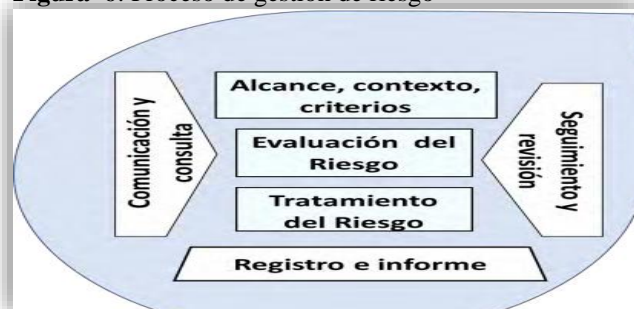 Figura 6. Proceso de gestión de riesgo
Alcance, contexto,
criterios
Comunicación y
consulta
Evaluación del
Riesgo
Seguimiento y
revisión
Tratamiento
del Riesgo
Registro e informe